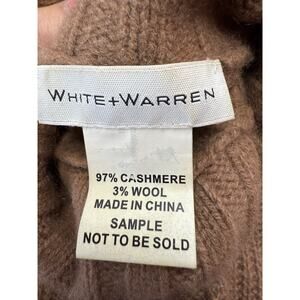 WHITE+WARREN
97% CASHMERE
3% WOOL
MADE IN CHINA
SAMPLE
NOT TO BE SOLD